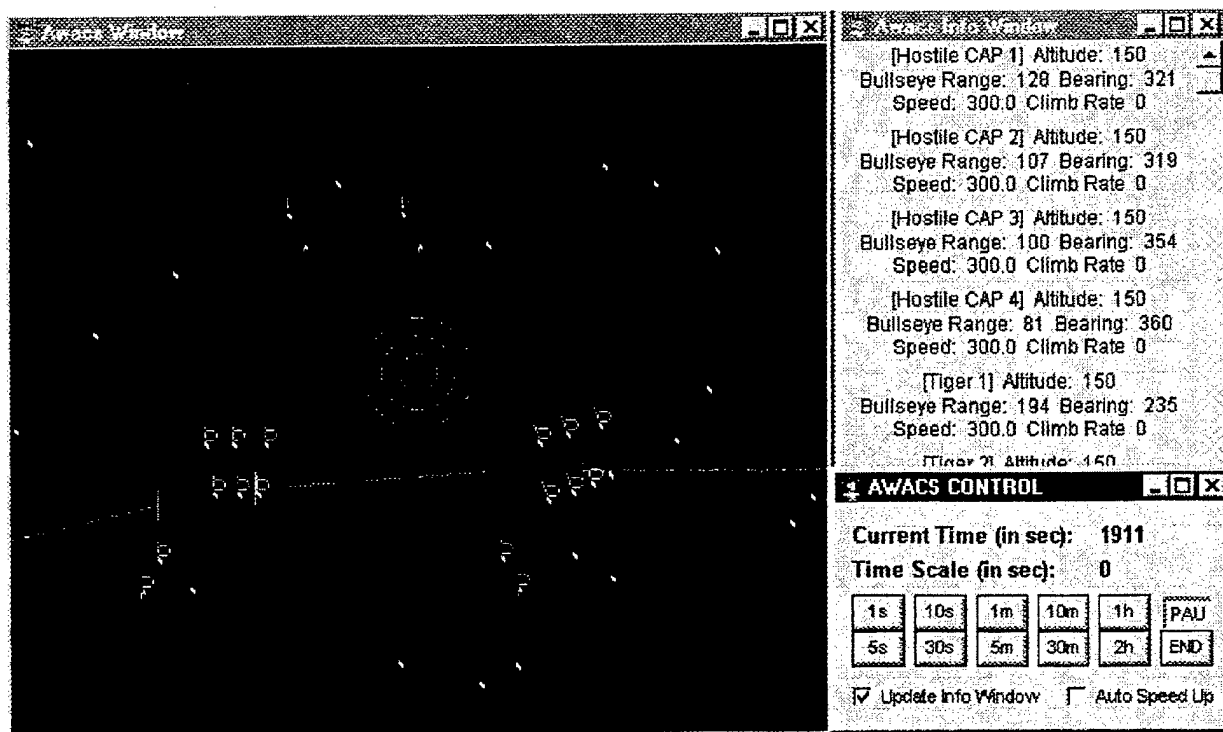 Awacs Window
Awacs Info Window
[Hostile CAP 1] Altitude: 150
Bullseye Range: 128 Bearing: 321
Speed: 300.0 Climb Rate 0
[Hostile CAP 2] Altitude: 150
Bullseye Range: 107 Bearing: 319
Speed: 300.0 Climb Rate 0
[Hostile CAP 3] Altitude: 150
Bullseye Range: 100 Bearing: 354
Speed: 300.0 Climb Rate 0
[Hostile CAP 4] Altitude: 150
Bullseye Range: 81 Bearing: 360
Speed: 300.0 Climb Rate 0
[Tiger 1] Altitude: 150
Bullseye Range: 194 Bearing: 235
Speed: 300.0 Climb Rate 0
[Tiger 2] Altitude: 150
AWACS CONTROL
Current Time (in sec): 1911
Time Scale (in sec): 0
1s 10s 1m 10m 1h PAU
5s 30s 5m 30m 2h END
Update Info Window Auto Speed Up